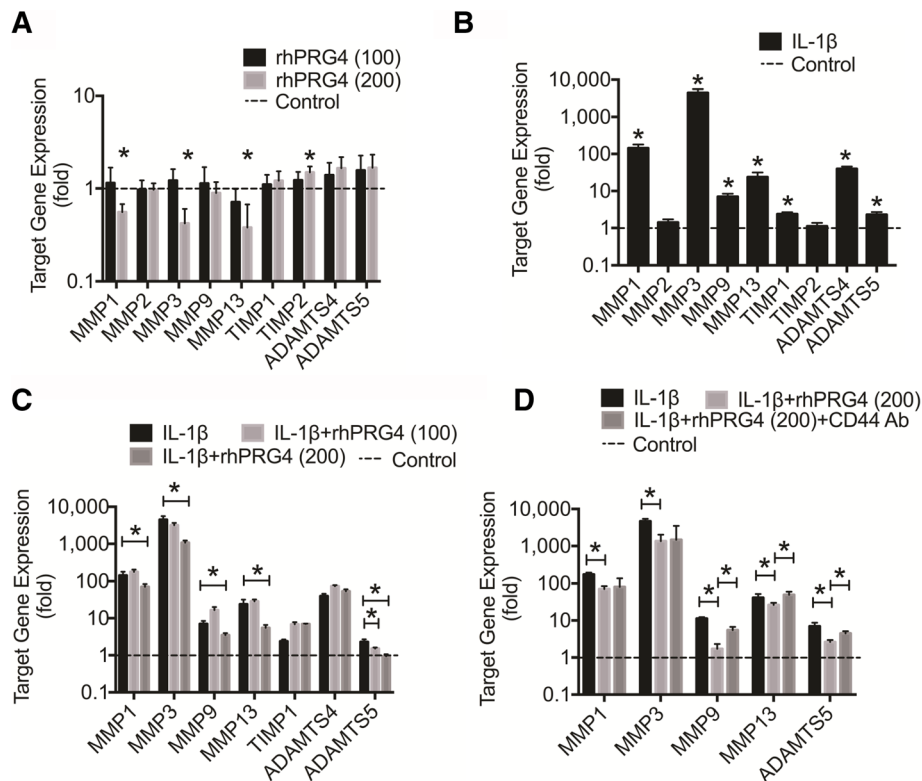 A
rhPRG4 (100)
rhPRG4 (200)
Control
Target Gene Expression
(fold)
10
1
0.1
*
*
*
*
MMP1
MMP2
MMP3
MMP9
MMP13
TIMP1
TIMP2
ADAMTS4
ADAMTS5
B
IL-1β
Control
Target Gene Expression
(fold)
10,000
1,000
100
10
1
0.1
*
*
*
*
*
*
*
MMP1
MMP2
MMP3
MMP9
MMP13
TIMP1
TIMP2
ADAMTS4
ADAMTS5
C
IL-1β
IL-1β+rhPRG4 (100)
IL-1β+rhPRG4 (200)
Control
Target Gene Expression
(fold)
10,000
1,000
100
10
1
0.1
*
*
*
*
*
*
MMP1
MMP3
MMP9
MMP13
TIMP1
ADAMTS4
ADAMTS5
D
IL-1β
IL-1β+rhPRG4 (200)
IL-1β+rhPRG4 (200)+CD44 Ab
Control
Target Gene Expression
(fold)
10,000
1,000
100
10
1
0.1
*
*
*
*
*
*
*
*
MMP1
MMP3
MMP9
MMP13
ADAMTS5